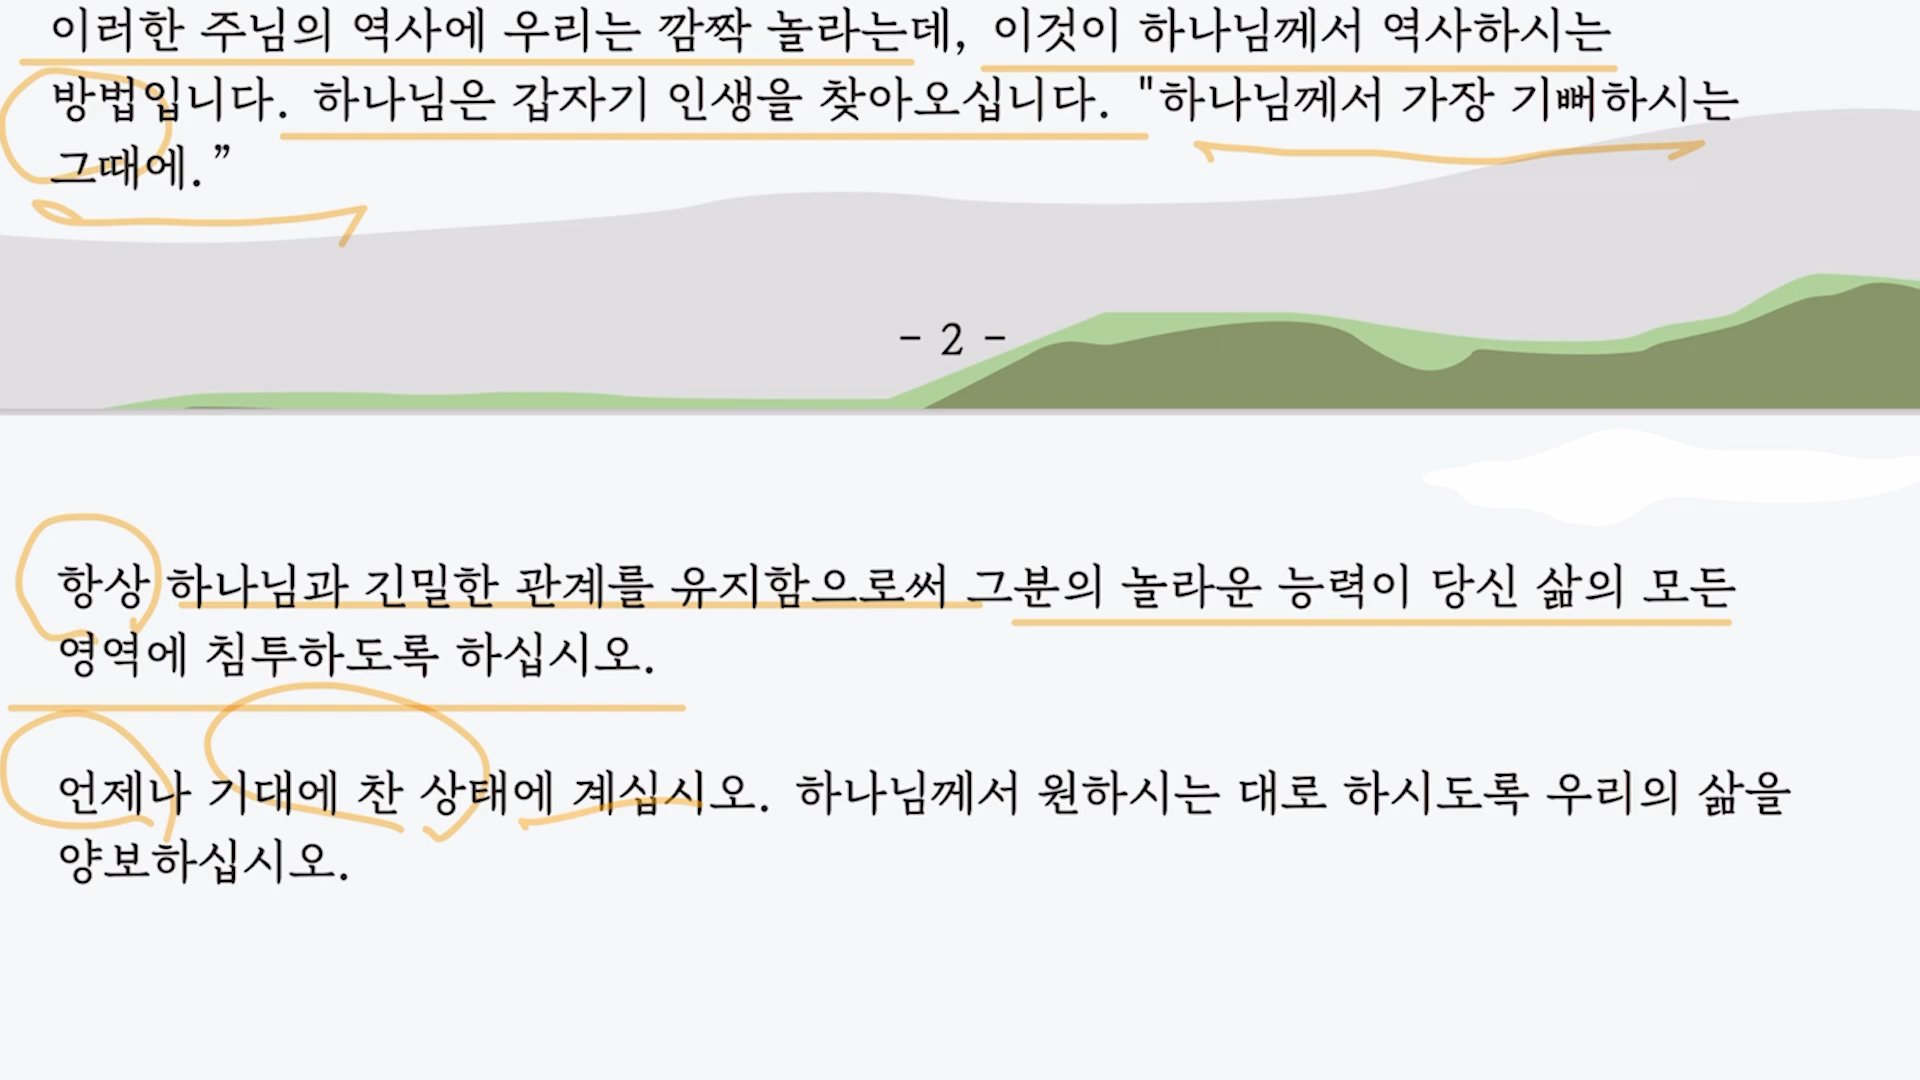 이러한 주님의 역사에 우리는 깜짝 놀라는데, 이것이 하나님께서 역사하시는
방법입니다. 하나님은 갑자기 인생을 찾아오십니다. "하나님께서 가장 기뻐하시는
그때에.”
- 2 -
항상 하나님과 긴밀한 관계를 유지함으로써 그분의 놀라운 능력이 당신 삶의 모든
영역에 침투하도록 하십시오.
언제나 기대에 찬 상태에 계십시오. 하나님께서 원하시는 대로 하시도록 우리의 삶을
양보하십시오.